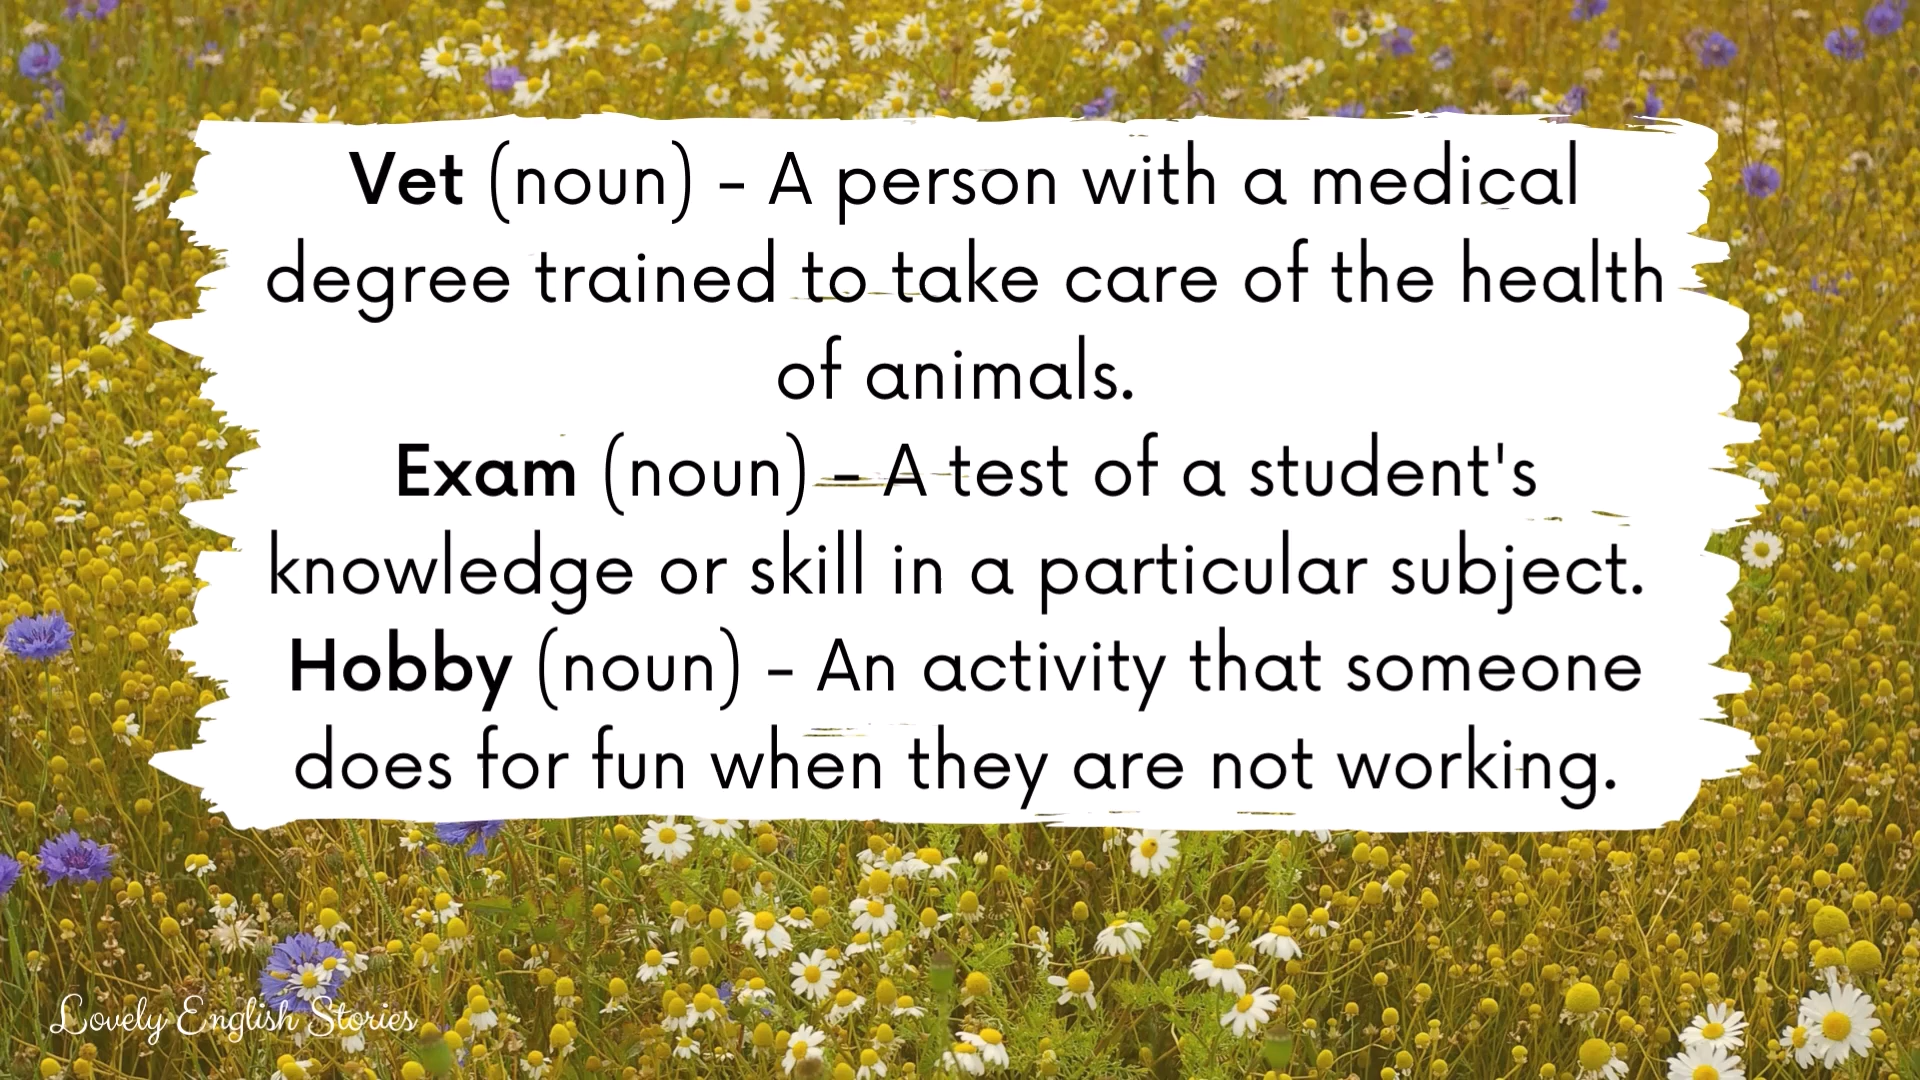 Vet (noun) - A person with a medical
degree trained to take care of the health
of animals.
Exam (noun) - A test of a student's
knowledge or skill in a particular subject.
Hobby (noun) - An activity that someone
does for fun when they are not working.
Lovely English Stories